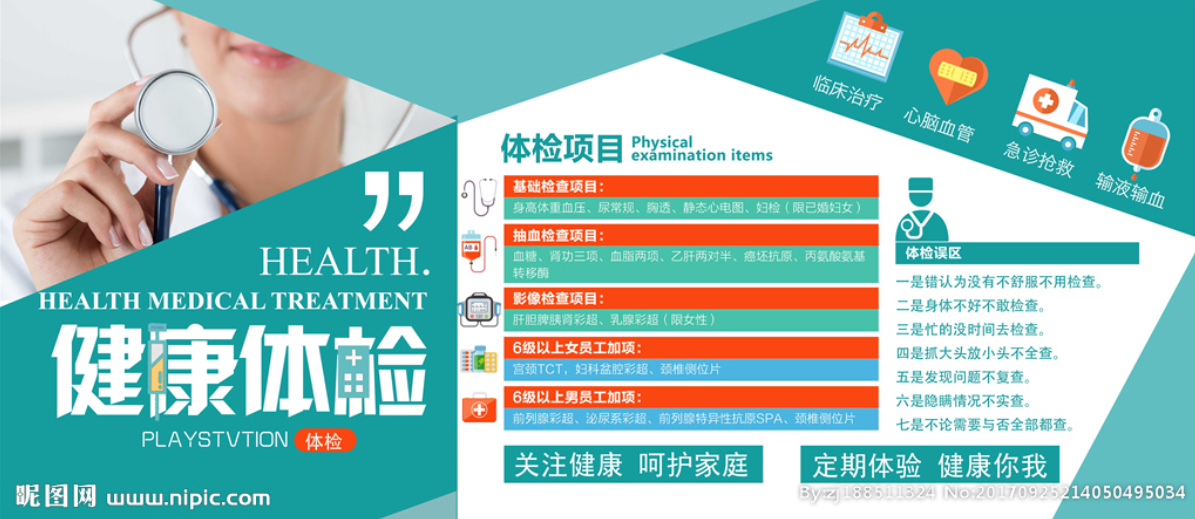 HEALTH.
HEALTH MEDICAL TREATMENT
健康体检
PLAYSTVTION 体检
体检项目 Physical
examination items
基础检查项目：
身高体重血压、尿常规、胸透、静态心电图、妇检（限已婚妇女）
抽血检查项目：
血糖、肾功三项、血脂两项、乙肝两对半、癌坯抗原、丙氨酸氨基
转移酶
影像检查项目：
肝胆脾胰肾彩超、乳腺彩超（限女性）
6级以上女员工加项：
宫颈TCT，妇科盆腔彩超、颈椎侧位片
6级以上男员工加项：
前列腺彩超、泌尿系彩超、前列腺特异性抗原SPA、颈椎侧位片
关注健康 呵护家庭
临床治疗
心脑血管
急诊抢救
输液输血
体检误区
一是错认为没有不舒服不用检查。
二是身体不好不敢检查。
三是忙的没时间去检查。
四是抓大头放小头不全查。
五是发现问题不复查。
六是隐瞒情况不实查。
七是不论需要与否全部都查。
定期体验 健康你我
昵图网 www.nipic.com
By:zj188511324 No:20170925214050495034
AB